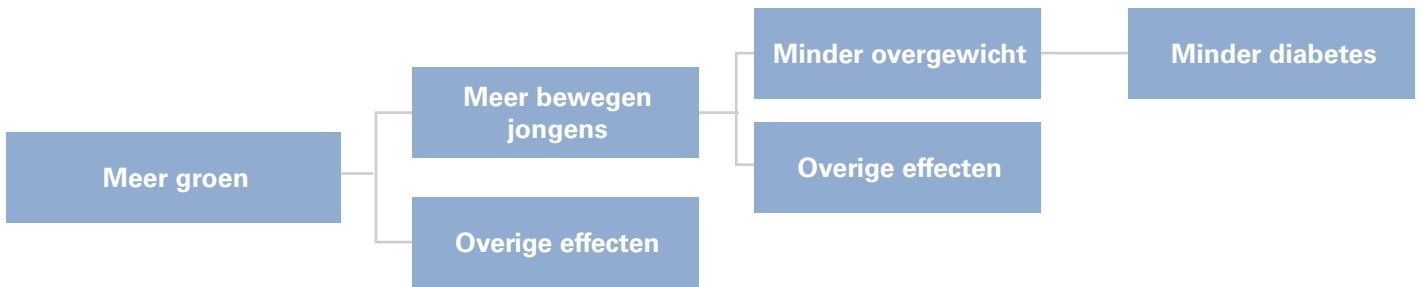 Meer groen
Meer bewegen
jongens
Overige effecten
Minder overgewicht
Overige effecten
Minder diabetes